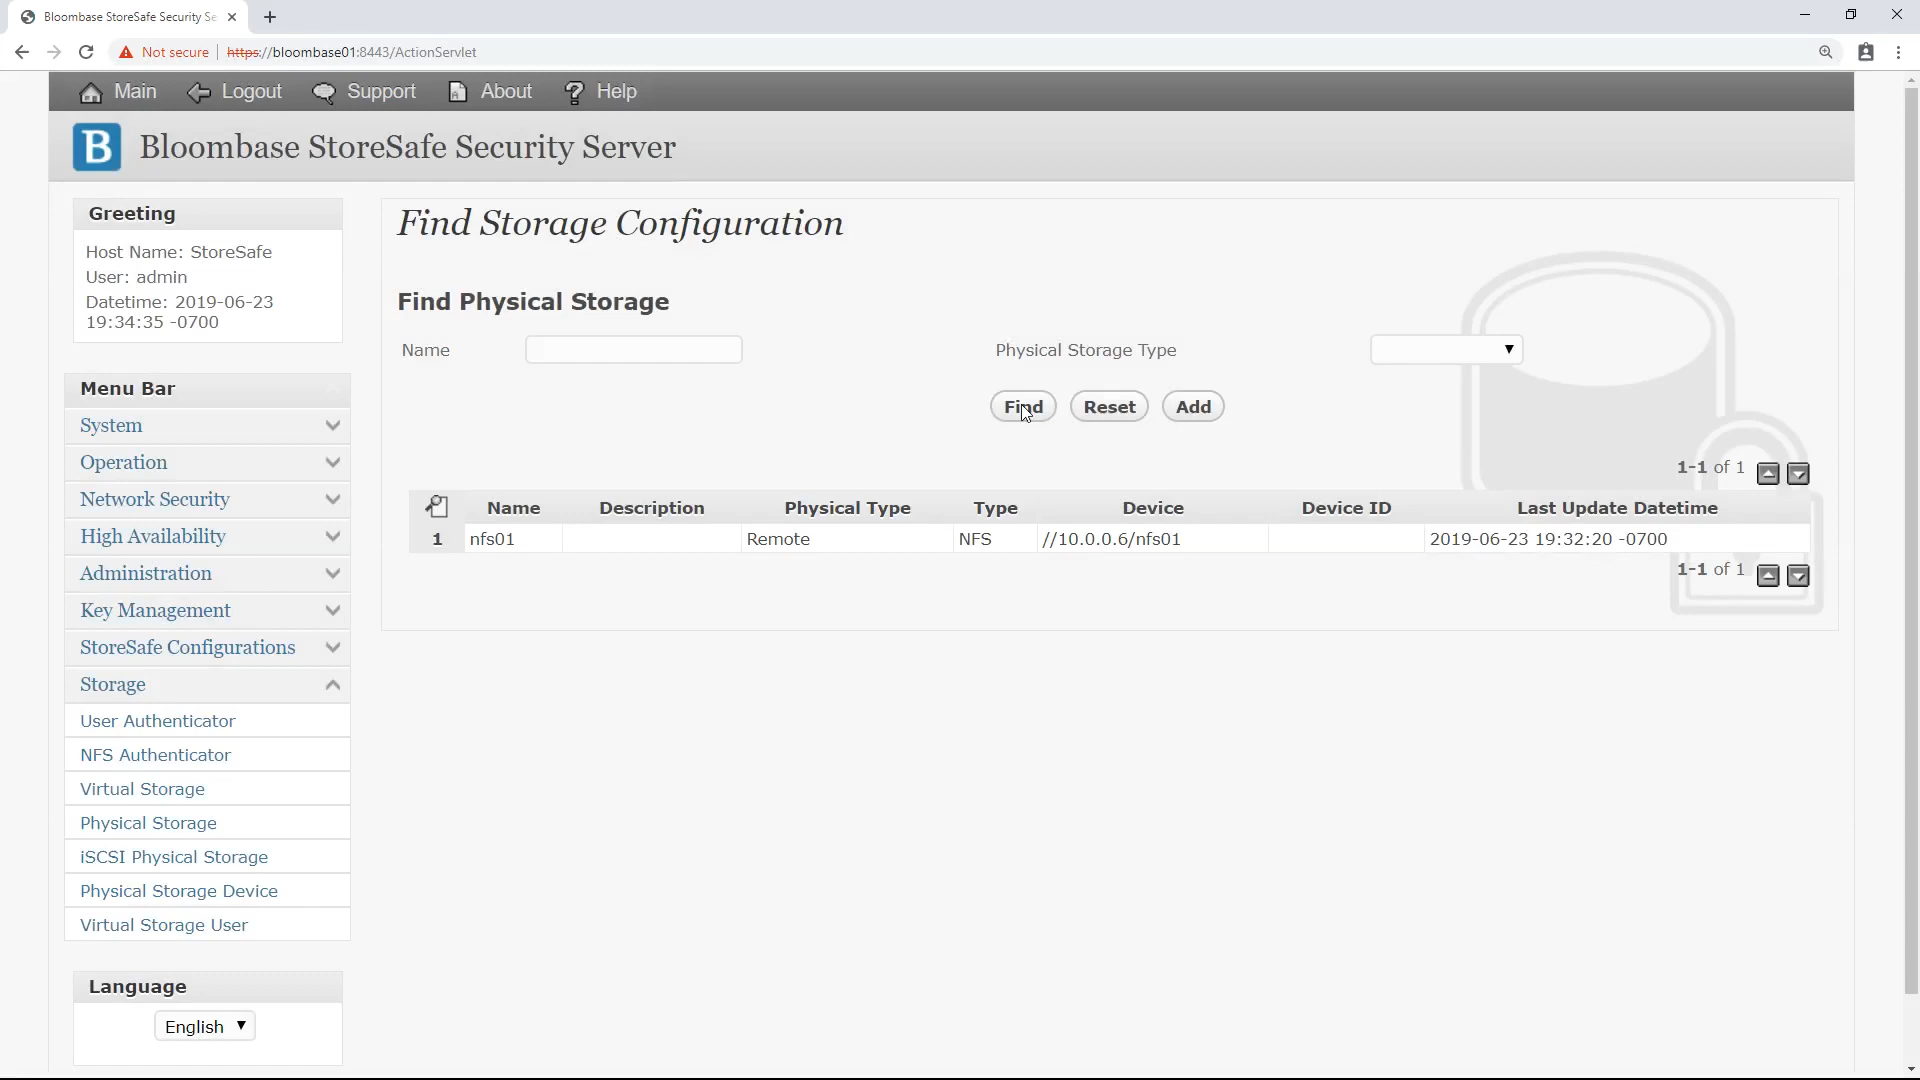 Bloombase StoreSafe Security Se
Not secure https://bloombase01:8443/ActionServlet
Main Logout Support About Help
B Bloombase StoreSafe Security Server
Greeting
Host Name: StoreSafe
User: admin
Datetime: 2019-06-23
19:34:35 -0700
Menu Bar
System
Operation
Network Security
High Availability
Administration
Key Management
StoreSafe Configurations
Storage
User Authenticator
NFS Authenticator
Virtual Storage
Physical Storage
iSCSI Physical Storage
Physical Storage Device
Virtual Storage User
Language
English
Find Storage Configuration
Find Physical Storage
Name Physical Storage Type
Find Reset Add
1-1 of 1
Name Description Physical Type Type Device Device ID Last Update Datetime
1 nfs01 Remote NFS //10.0.0.6/nfs01 2019-06-23 19:32:20 -0700
1-1 of 1